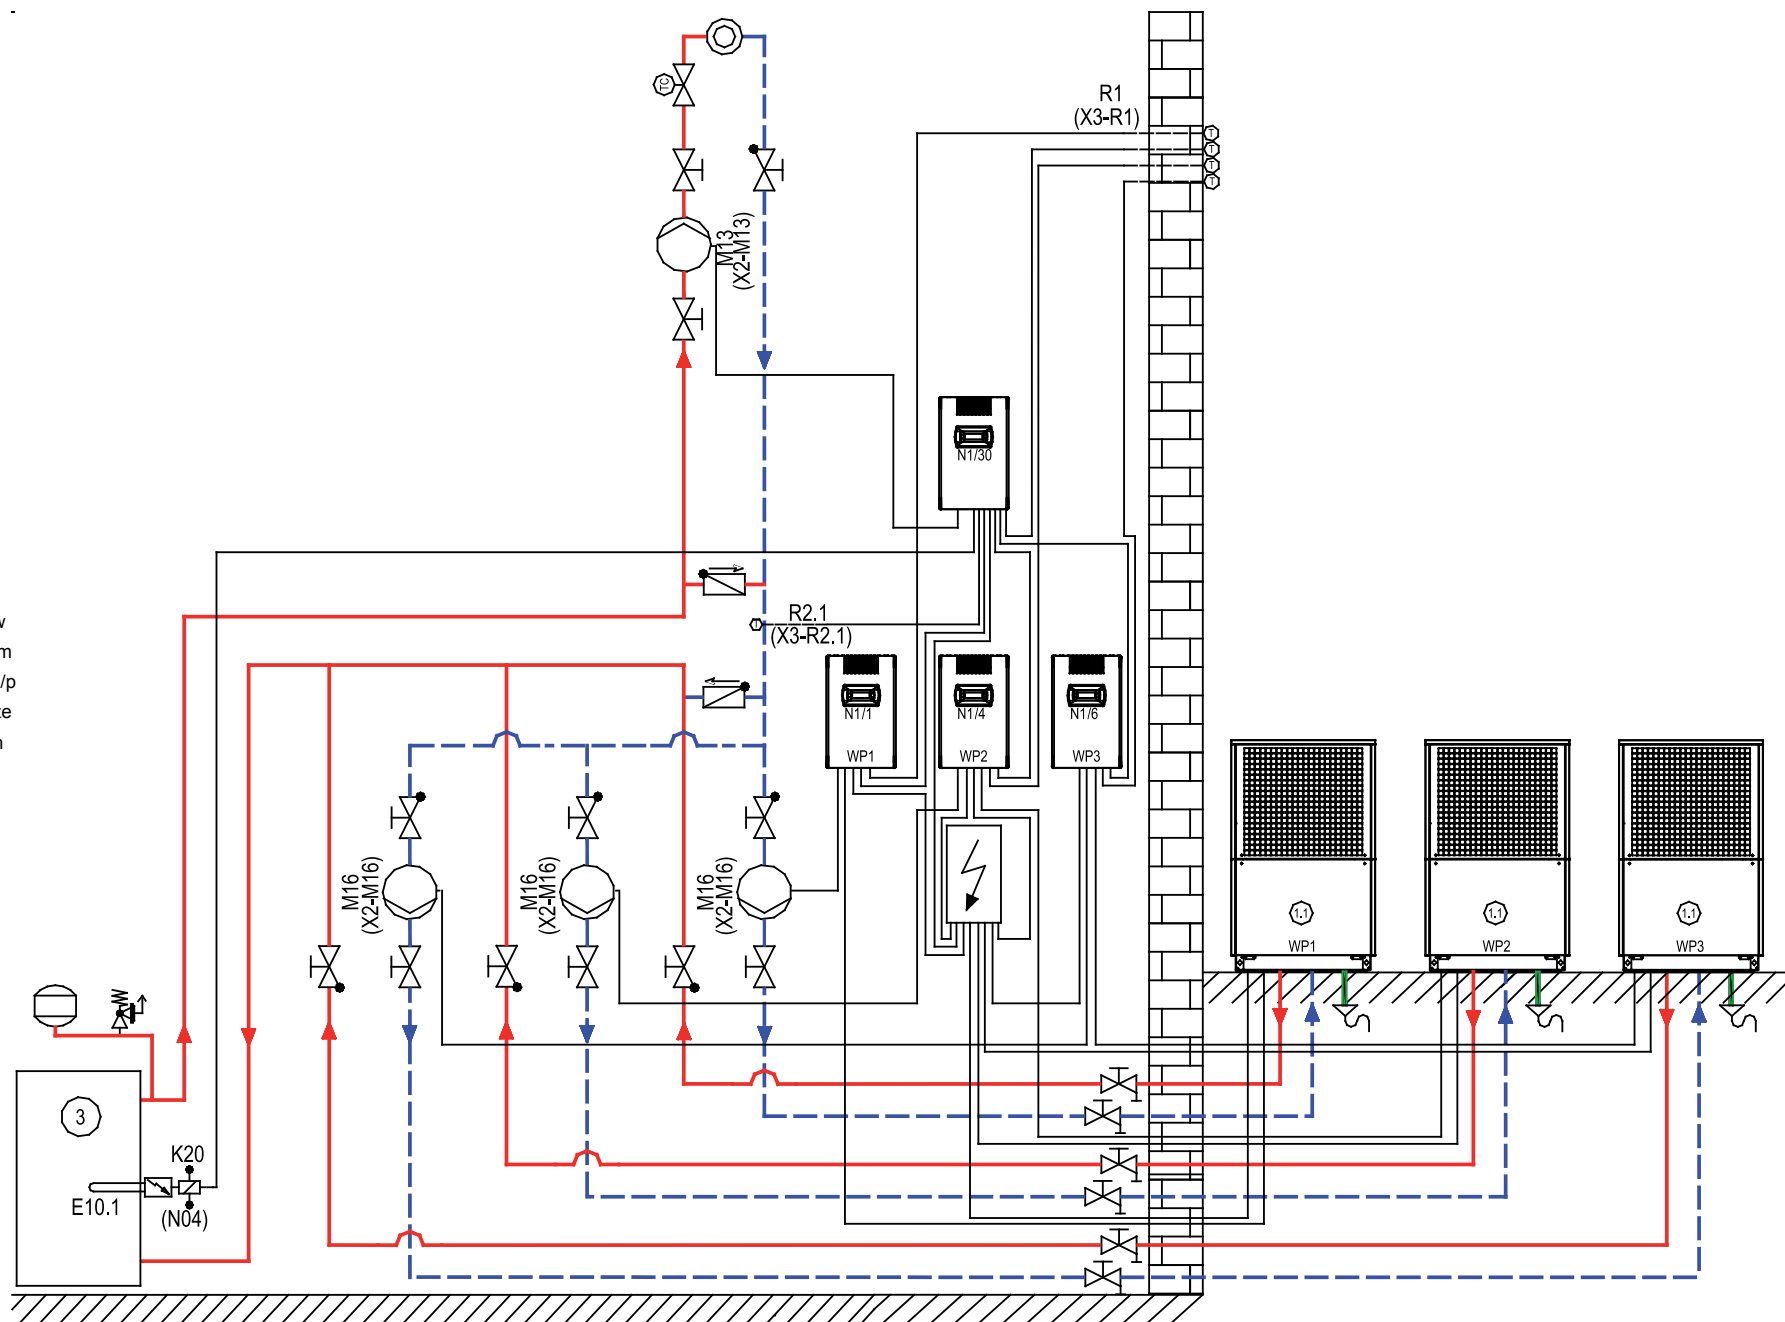 -
TC
R1
(X3-R1)
T
T
T
T
M13
(X2-M13)
N1/30
w
m
/p
te
n
T
R2.1
(X3-R2.1)
N1/1
WP1
N1/4
WP2
N1/6
WP3
M16
(X2-M16)
M16
(X2-M16)
M16
(X2-M16)
1.1
WP1
1.1
WP2
1.1
WP3
3
K20
E10.1
(N04)